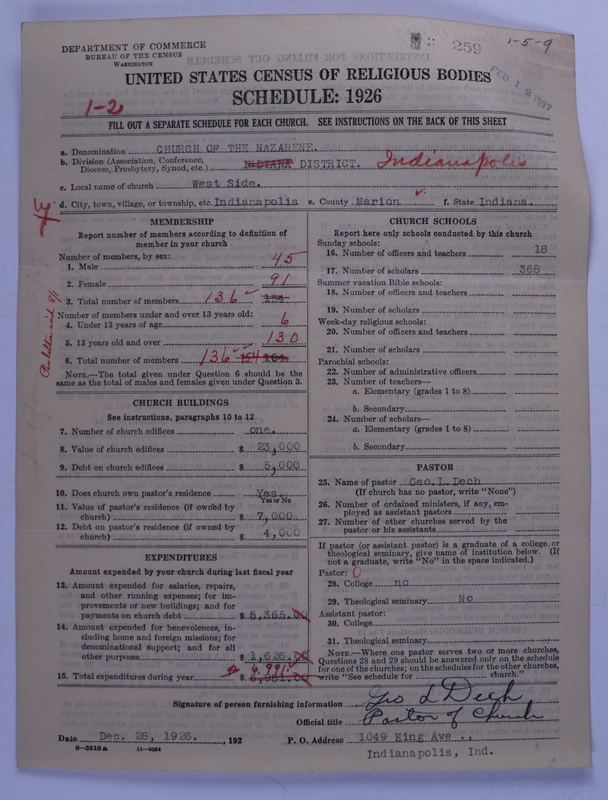 DEPARTMENT OF COMMERCE
BUREAU OF THE CENSUS
WASHINGTON
259
1-5-9
FEB 12 1927
UNITED STATES CENSUS OF RELIGIOUS BODIES
SCHEDULE: 1926
1-2
FILL OUT A SEPARATE SCHEDULE FOR EACH CHURCH. SEE INSTRUCTIONS ON THE BACK OF THIS SHEET
a. Denomination CHURCH OF THE NAZARENE.
b. Division (Association, Conference, Diocese, Presbytery, Synod, etc.) INDIANA DISTRICT. Indianapolis
c. Local name of church West Side.
d. City, town, village, or township, etc. Indianapolis e. County Marion f. State Indiana.
MEMBERSHIP
Report number of members according to definition of
member in your church
Number of members, by sex:
1. Male 45
2. Female 91
3. Total number of members 136
Number of members under and over 13 years old:
4. Under 13 years of age 6
5. 13 years old and over 130
6. Total number of members 136 154
NOTE.—The total given under Question 6 should be
same as the total of males and females given under Question 3.
CHURCH BUILDINGS
See instructions, paragraphs 10 to 12
7. Number of church edifices one.
8. Value of church edifices $ 23,000
9. Debt on church edifices $ 5,000
10. Does church own pastor's residence Yes.
Yes or No
11. Value of pastor's residence (if owned by
church) $ 7,000
12. Debt on pastor's residence (if owned by
church) $ 4,000
EXPENDITURES
Amount expended by your church during last fiscal year
13. Amount expended for salaries, repairs,
and other running expenses; for im-
provements or new buildings; and for
payments on church debt $ 5,365.00
14. Amount expended for benevolences, in-
cluding home and foreign missions; for
denominational support; and for all
other purposes $ 1,626.00
15. Total expenditures during year $ 6,991
CHURCH SCHOOLS
Report here only schools conducted by this church
Sunday schools:
16. Number of officers and teachers 18
17. Number of scholars 368
Summer vacation Bible schools:
18. Number of officers and teachers
19. Number of scholars
Week-day religious schools:
20. Number of officers and teachers
21. Number of scholars
Parochial schools:
22. Number of administrative officers
23. Number of teachers—
a. Elementary (grades 1 to 8)
b. Secondary
24. Number of scholars—
a. Elementary (grades 1 to 8)
b. Secondary
PASTOR
25. Name of pastor Geo. L. Dech
(If church has no pastor, write "None")
26. Number of ordained ministers, if any, em-
ployed as assistant pastors
27. Number of other churches served by the
pastor or his assistants
If pastor (or assistant pastor) is a graduate of a college or
theological seminary, give name of institution below. (If
not a graduate, write "No" in the space indicated.)
Pastor: 0
28. College no
29. Theological seminary No
Assistant pastor:
30. College
31. Theological seminary
NOTE.—Where one pastor serves two or more churches,
Questions 28 and 29 should be answered only on the schedule
for one of the churches; on the schedules for the other churches,
write "See schedule for church."
Signature of person furnishing information Geo L Dech
Official title Pastor of Church
Date Dec. 28, 1926. , 192
P. O. Address 1049 King Ave.,
Indianapolis, Ind.
8-5518a 11-4034